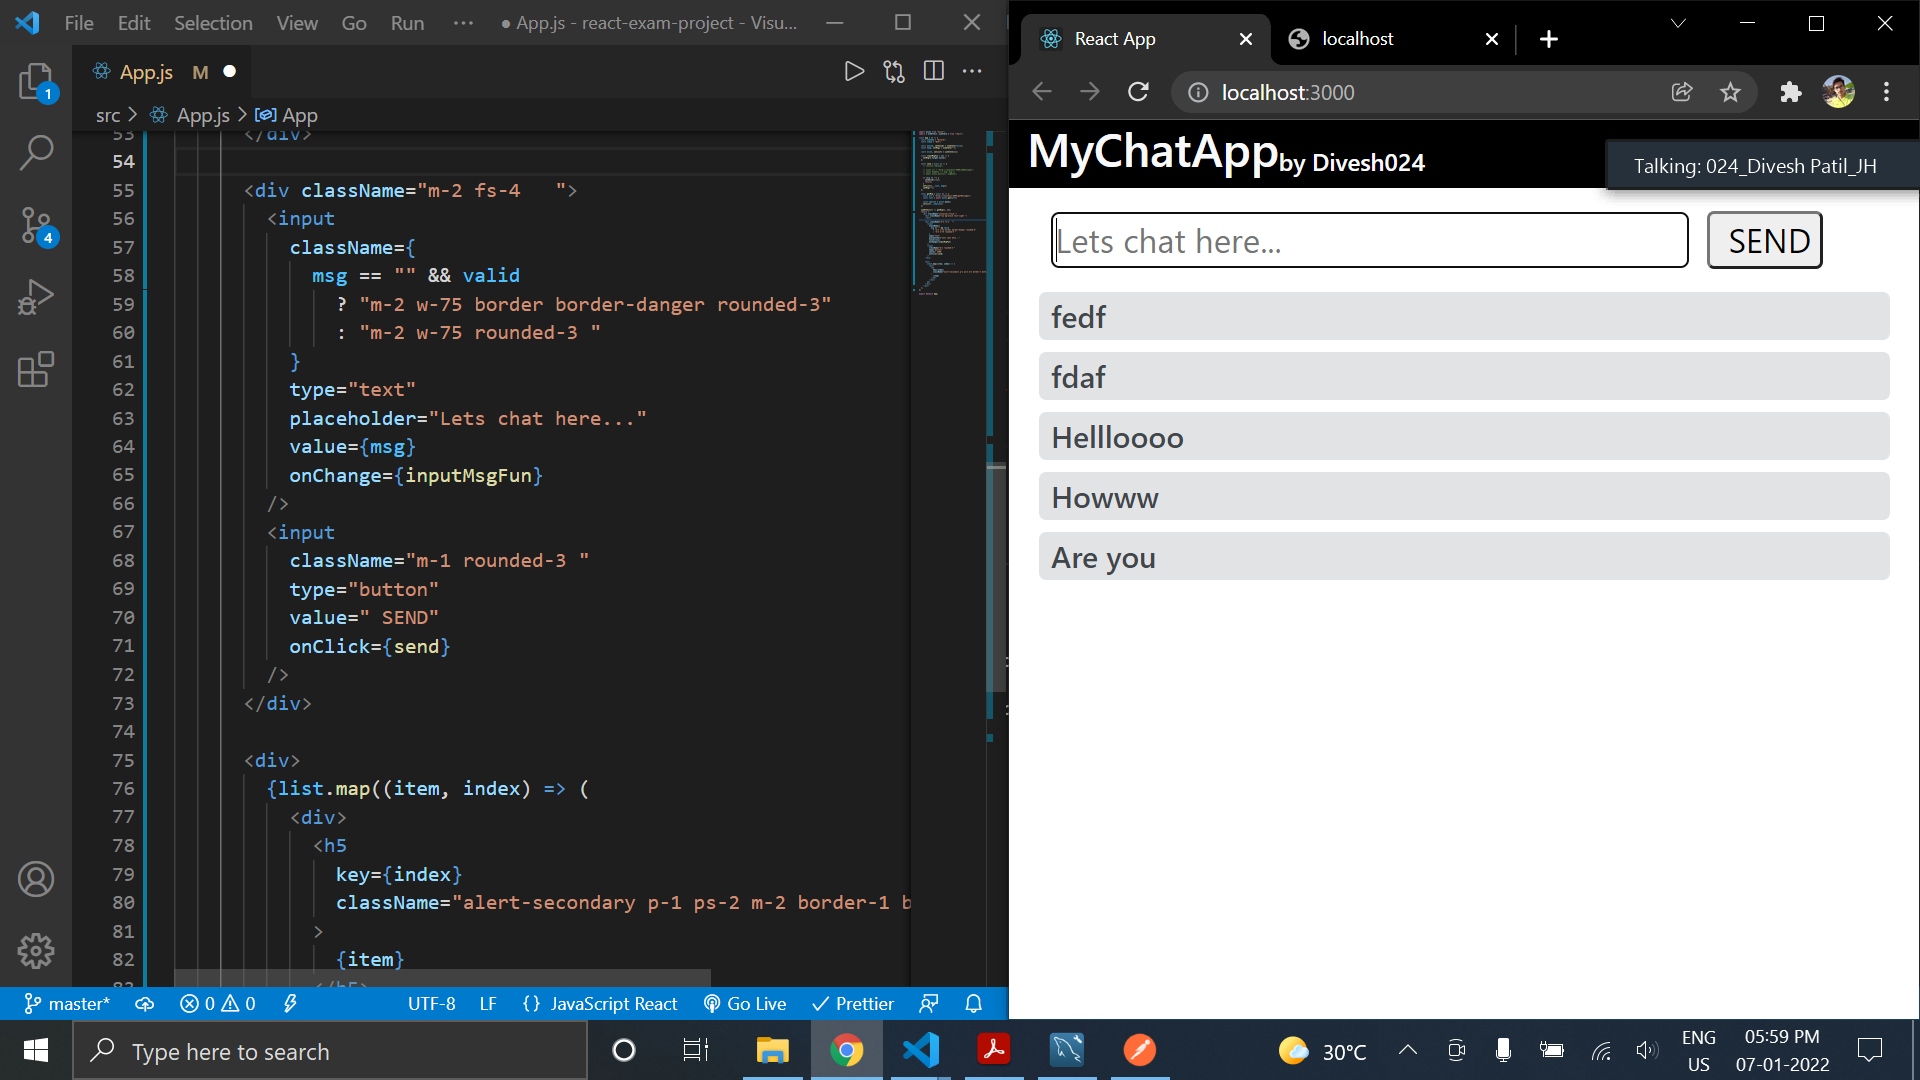 File Edit Selection View Go Run ··· ● App.js - react-exam-project - Visu...
App.js M
src > App.js > App
53 </div>
54
55 <div className="m-2 fs-4   ">
56 <input
57 className={
58 msg == "" && valid
59 ? "m-2 w-75 border border-danger rounded-3"
60 : "m-2 w-75 rounded-3 "
61 }
62 type="text"
63 placeholder="Lets chat here..."
64 value={msg}
65 onChange={inputMsgFun}
66 />
67 <input
68 className="m-1 rounded-3 "
69 type="button"
70 value=" SEND"
71 onClick={send}
72 />
73 </div>
74
75 <div>
76 {list.map((item, index) => (
77 <div>
78 <h5
79 key={index}
80 className="alert-secondary p-1 ps-2 m-2 border-1 b
81 >
82 {item}
83 </h5>
1
4
master* 0 0 UTF-8 LF {} JavaScript React Go Live Prettier
React App
localhost
localhost:3000
MyChatApp by Divesh024
Talking: 024_Divesh Patil_JH
Lets chat here...
SEND
fedf
fdaf
Hellloooo
Howww
Are you
Type here to search
30°C
ENG
US
05:59 PM
07-01-2022